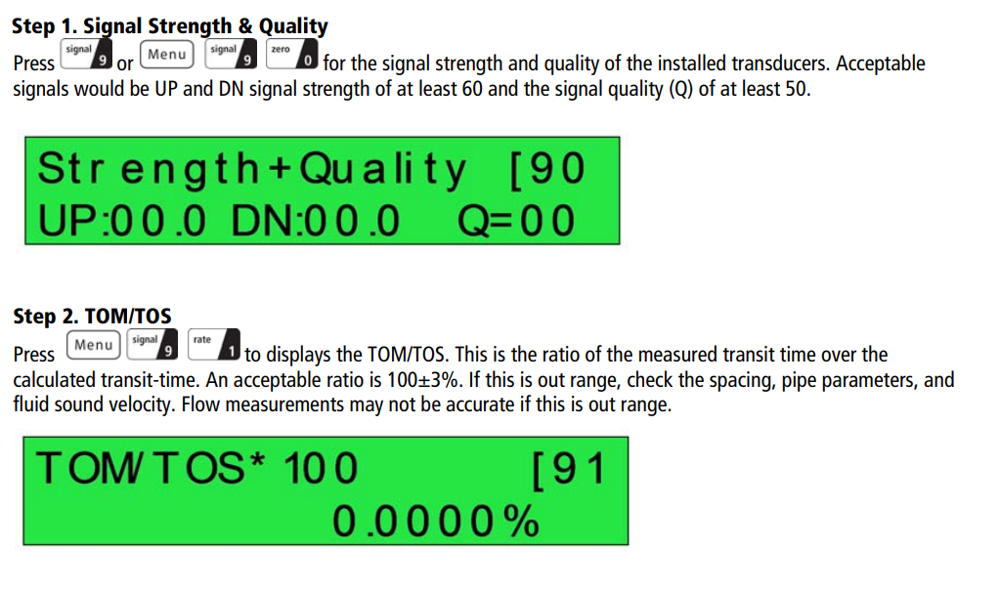 Step 1. Signal Strength & Quality
Press signal 9 or Menu signal 9 zero 0 for the signal strength and quality of the installed transducers. Acceptable
signals would be UP and DN signal strength of at least 60 and the signal quality (Q) of at least 50.
Strength+Quality [90
UP:00.0 DN:00.0 Q=00
Step 2. TOM/TOS
Press Menu signal 9 rate 1 to displays the TOM/TOS. This is the ratio of the measured transit time over the
calculated transit-time. An acceptable ratio is 100±3%. If this is out range, check the spacing, pipe parameters, and
fluid sound velocity. Flow measurements may not be accurate if this is out range.
TOM/TOS* 100 [91
0.0000%